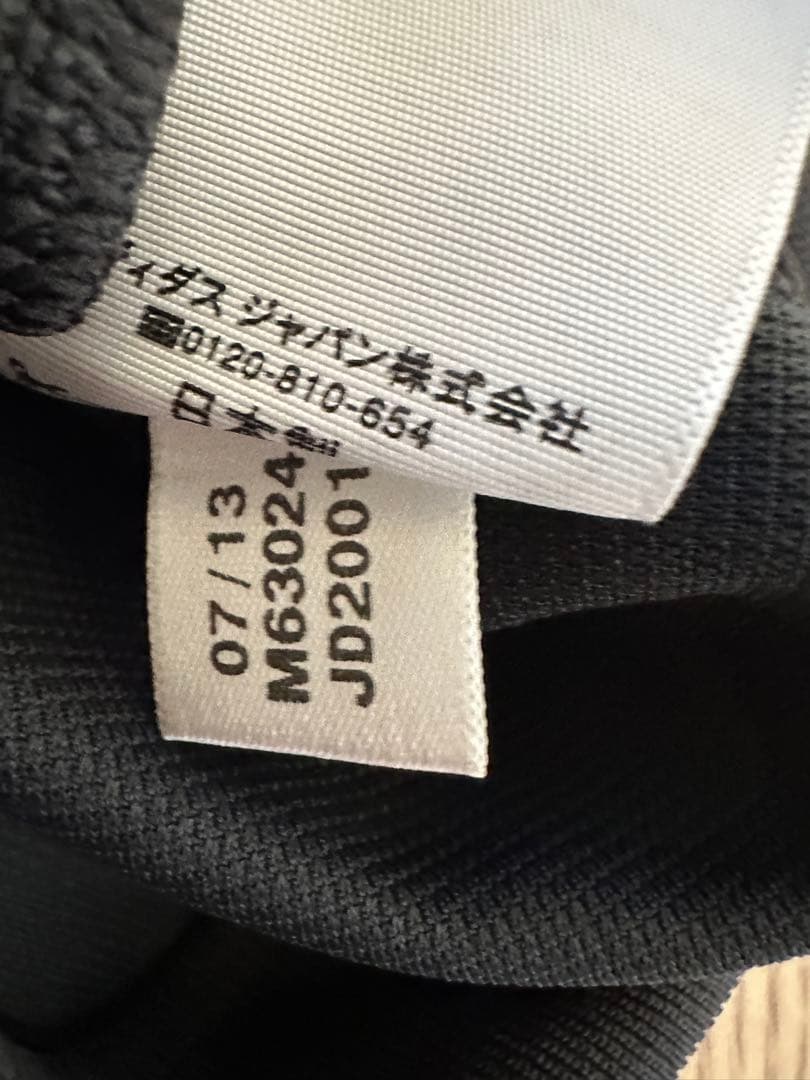 ィダス ジャパン株式会社
☎0120-810-654
日本製
07/13
M63024
JD2001